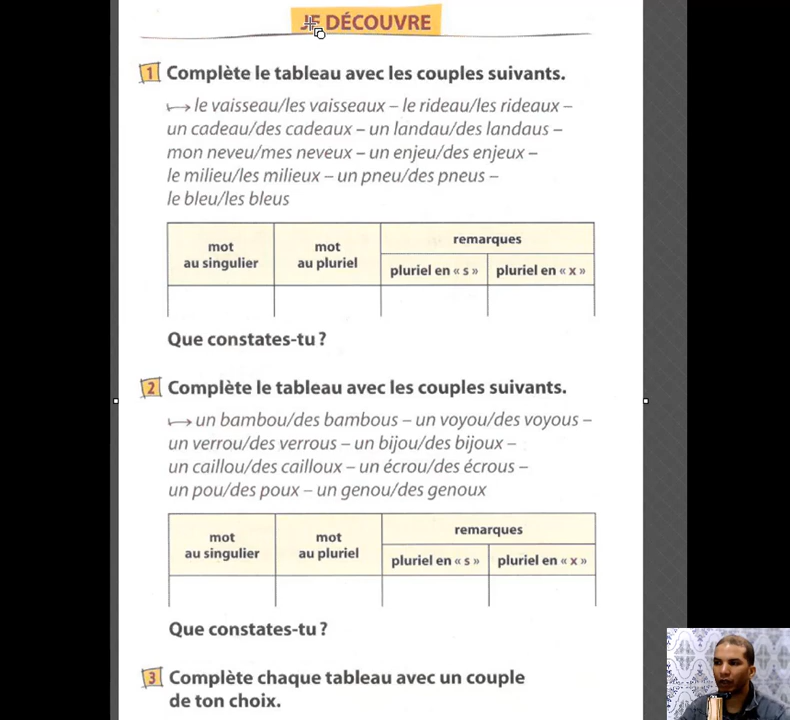 JE DÉCOUVRE
1 Complète le tableau avec les couples suivants.
↦ le vaisseau/les vaisseaux – le rideau/les rideaux –
un cadeau/des cadeaux – un landau/des landaus –
mon neveu/mes neveux – un enjeu/des enjeux –
le milieu/les milieux – un pneu/des pneus –
le bleu/les bleus
remarques
mot au singulier
mot au pluriel
pluriel en « s »
pluriel en « x »
Que constates-tu ?
2 Complète le tableau avec les couples suivants.
↦ un bambou/des bambous – un voyou/des voyous –
un verrou/des verrous – un bijou/des bijoux –
un caillou/des cailloux – un écrou/des écrous –
un pou/des poux – un genou/des genoux
remarques
mot au singulier
mot au pluriel
pluriel en « s »
pluriel en « x »
Que constates-tu ?
3 Complète chaque tableau avec un couple
de ton choix.